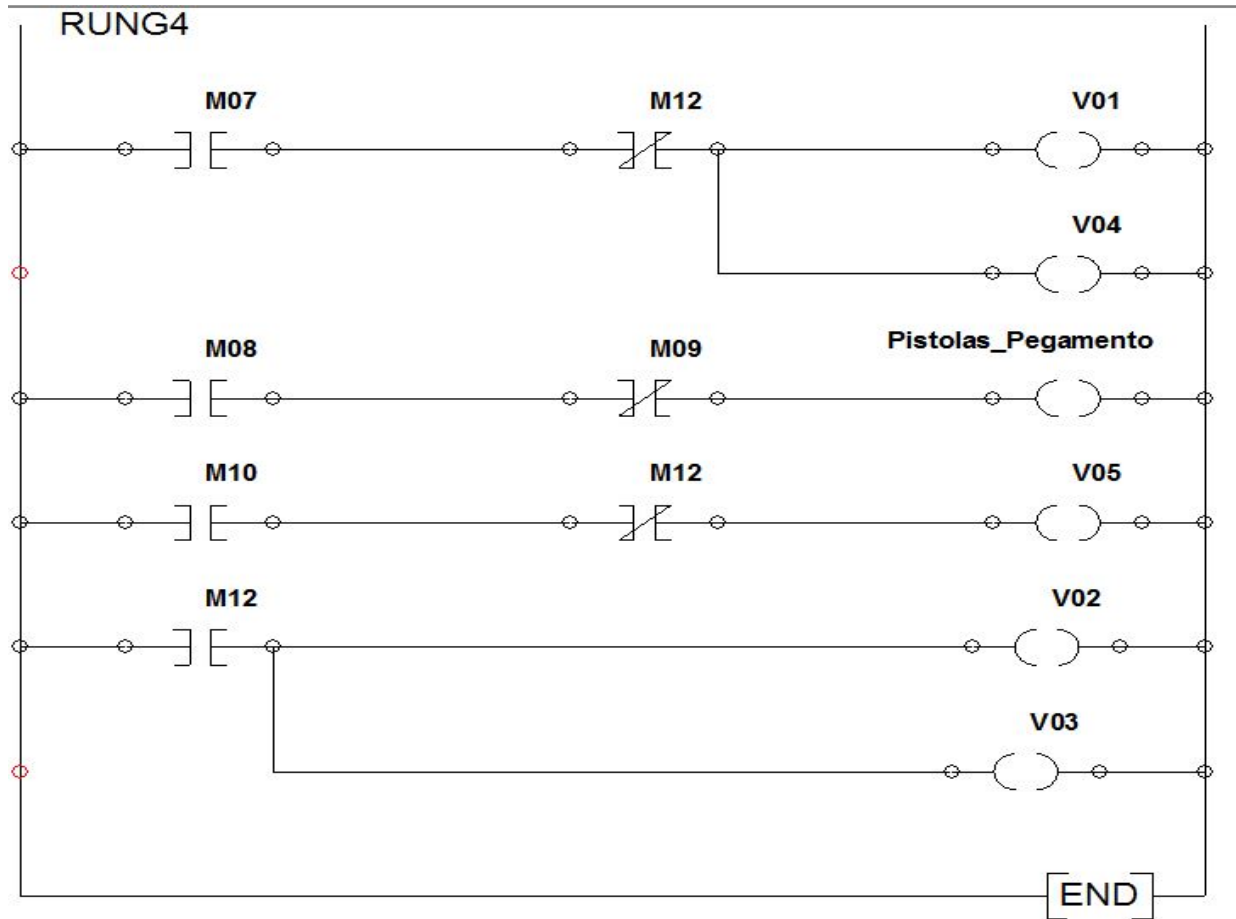 RUNG4
M07 M12 V01
V04
M08 M09 Pistolas_Pegamento
M10 M12 V05
M12 V02
V03
END